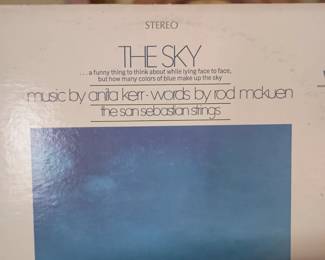 STEREO
THE SKY
...a funny thing to think about while lying face to face,
but how many colors of blue make up the sky
music by anita kerr-words by rod mckuen
the san sebastian strings